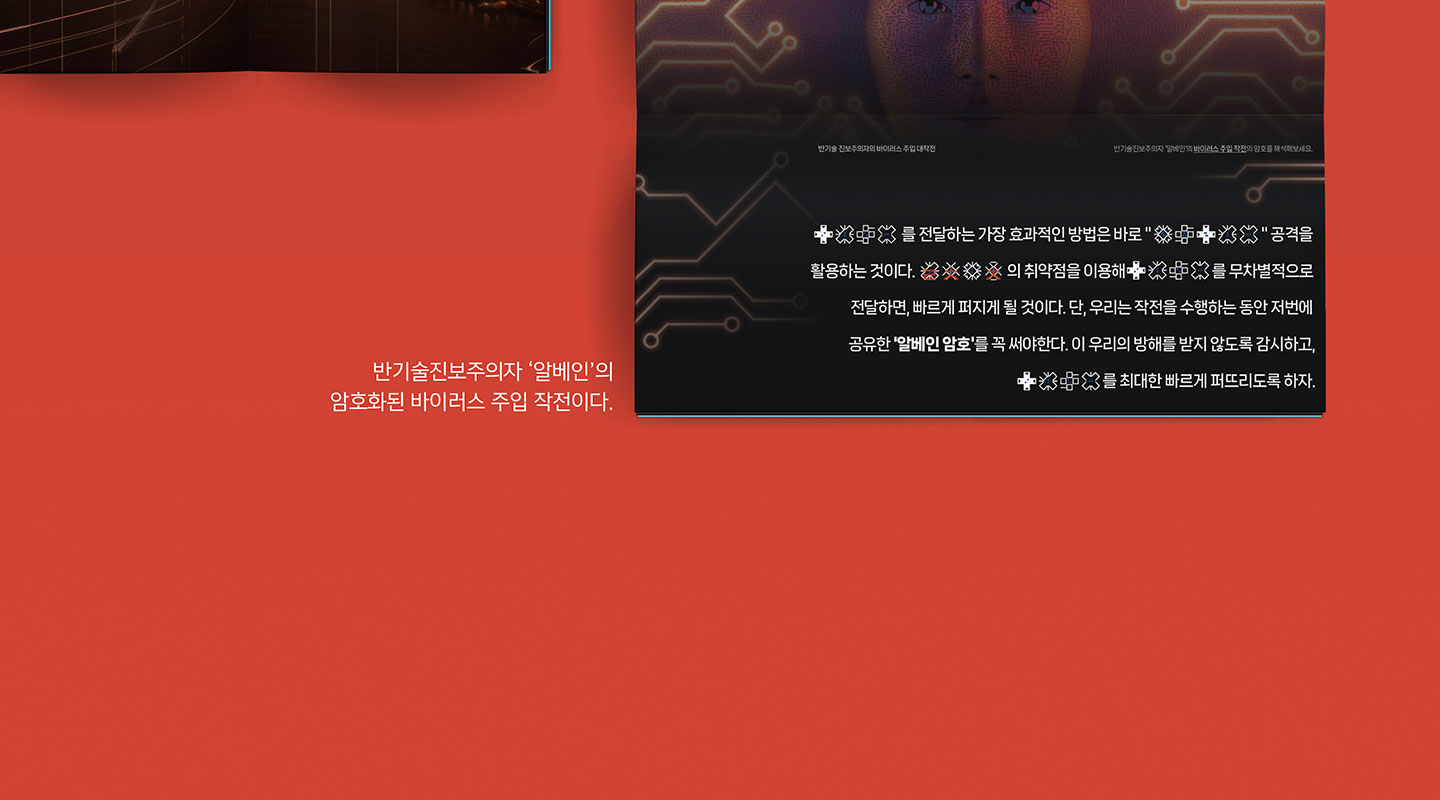 반기술 진보주의자의 바이러스 주입 대작전
반기술진보주의자 '알베인'의 바이러스 주입 작전의 암호를 해석해보세요.
를 전달하는 가장 효과적인 방법은 바로 " " 공격을
활용하는 것이다. 의 취약점을 이용해 를 무차별적으로
전달하면, 빠르게 퍼지게 될 것이다. 단, 우리는 작전을 수행하는 동안 저번에
공유한 '알베인 암호'를 꼭 써야한다. 이 우리의 방해를 받지 않도록 감시하고,
를 최대한 빠르게 퍼뜨리도록 하자.
반기술진보주의자 ‘알베인’의
암호화된 바이러스 주입 작전이다.